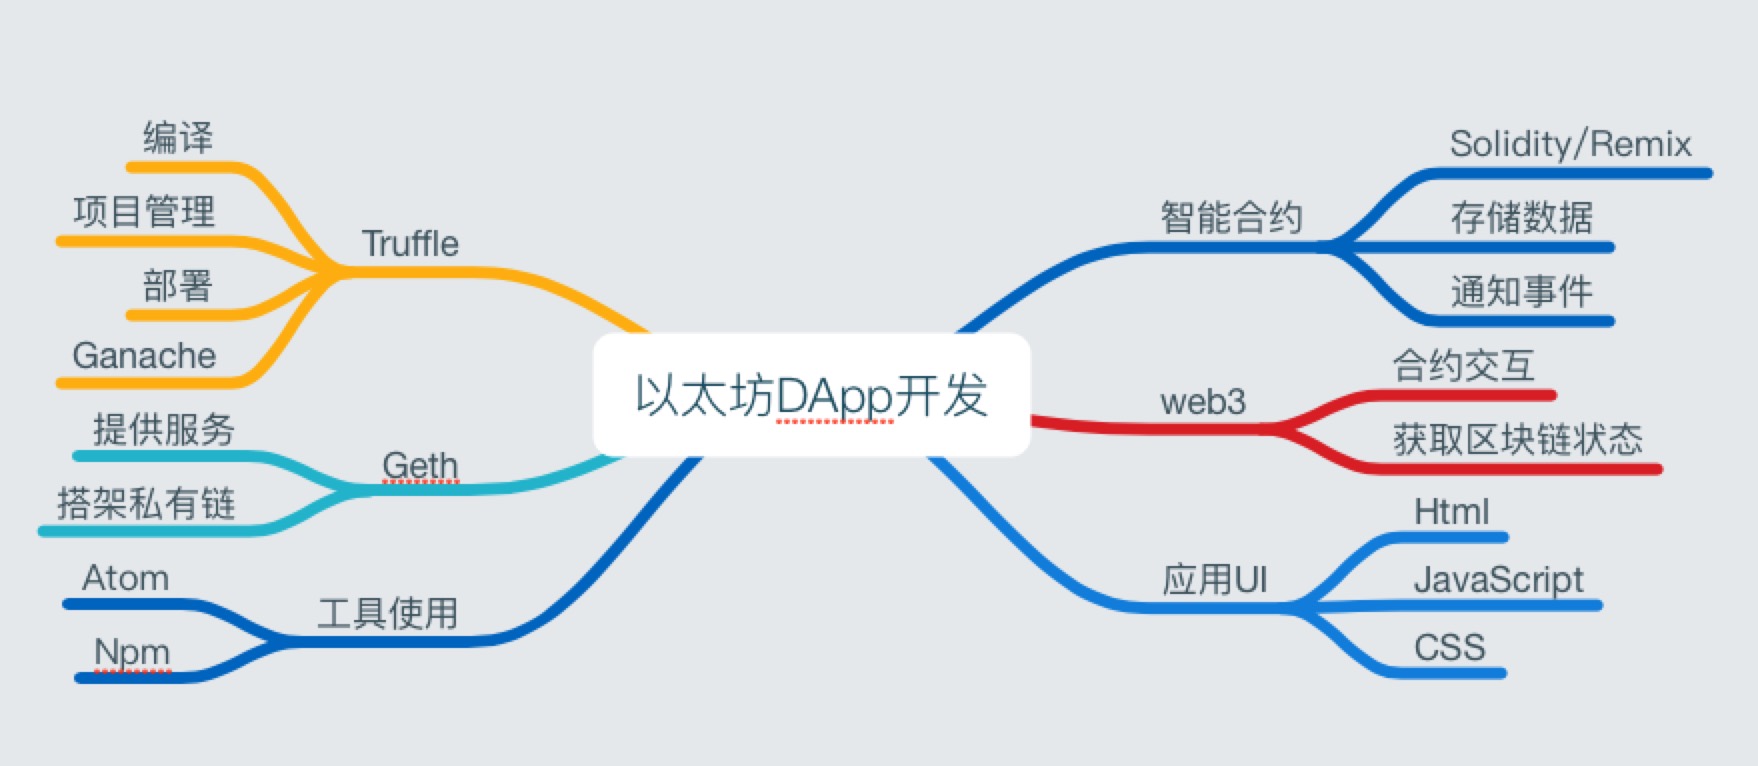 以太坊DApp开发
智能合约
Solidity/Remix
存储数据
通知事件
web3
合约交互
获取区块链状态
应用UI
Html
JavaScript
CSS
Truffle
编译
项目管理
部署
Ganache
Geth
提供服务
搭架私有链
工具使用
Atom
Npm